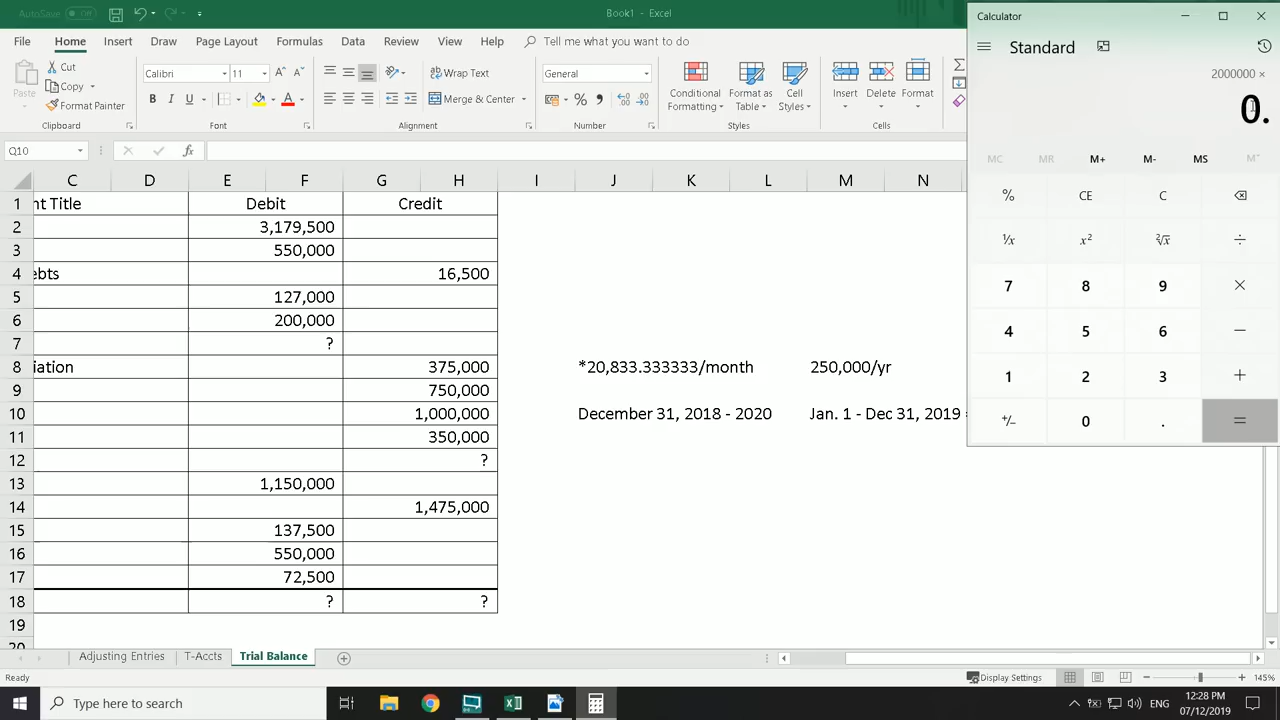 AutoSave Off
Book1 - Excel
File Home Insert Draw Page Layout Formulas Data Review View Help Tell me what you want to do
Paste
Cut
Copy
Format Painter
Clipboard
Calibri 11
B I U
Font
Wrap Text
Merge & Center
Alignment
General
Number
Conditional Formatting
Format as Table
Cell Styles
Styles
Insert Delete Format
Cells
Q10 fx
C D E F G H I J K L M N
1 nt Title Debit Credit
2 3,179,500
3 550,000
4 ebts 16,500
5 127,000
6 200,000
7 ?
8 iation 375,000 *20,833.333333/month 250,000/yr
9 750,000
10 1,000,000 December 31, 2018 - 2020 Jan. 1 - Dec 31, 2019
11 350,000
12 ?
13 1,150,000
14 1,475,000
15 137,500
16 550,000
17 72,500
18 ? ?
19
20
Calculator
Standard
2000000 ×
0.
MC MR M+ M- MS M˅
% CE C
¹/x x² ²√x ÷
7 8 9 ×
4 5 6 −
1 2 3 +
+/− 0 . =
Adjusting Entries T-Accts Trial Balance
Ready Display Settings 145%
Type here to search
ENG
12:28 PM
07/12/2019